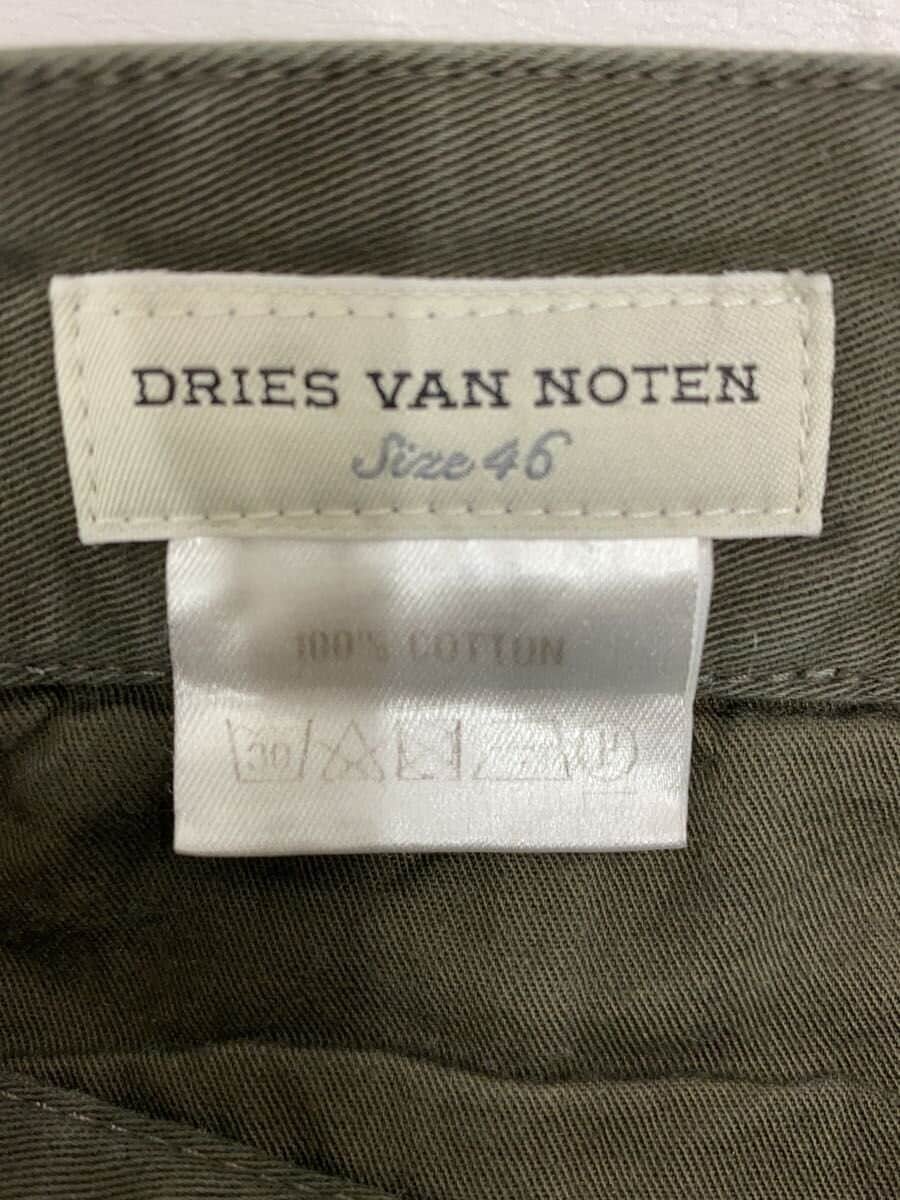 DRIES VAN NOTEN
Size 46
100% COTTON
30